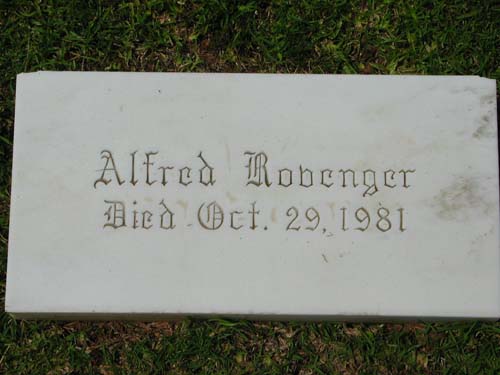 Alfred Rovenger
Died Oct. 29, 1981